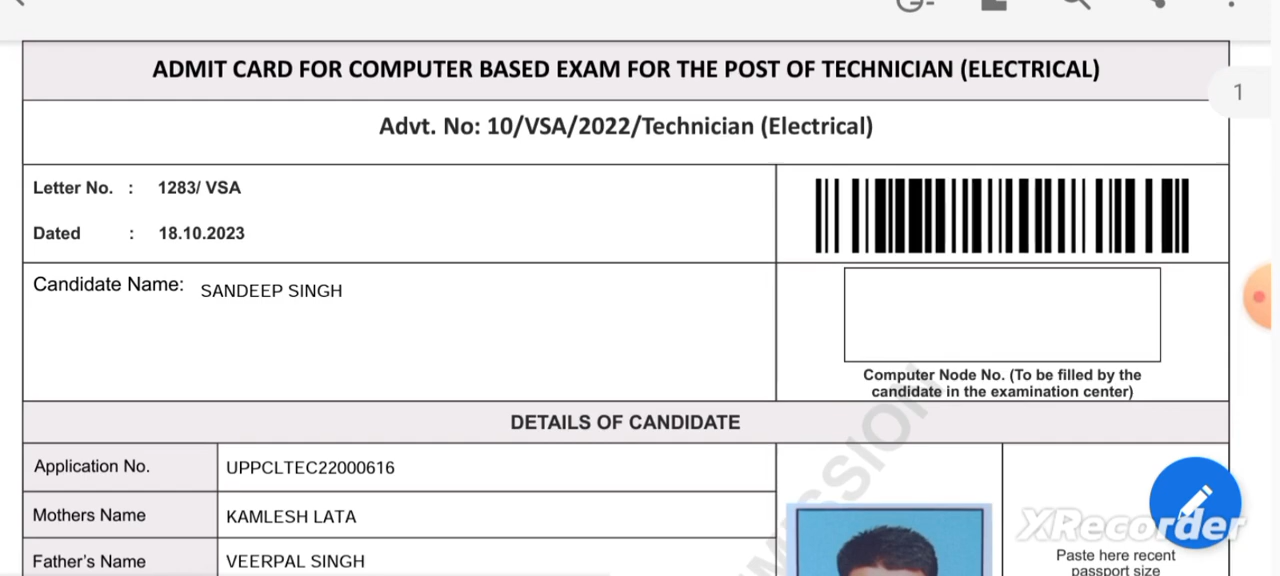 ADMIT CARD FOR COMPUTER BASED EXAM FOR THE POST OF TECHNICIAN (ELECTRICAL)
1
Advt. No: 10/VSA/2022/Technician (Electrical)
Letter No. : 1283/ VSA
Dated : 18.10.2023
Candidate Name: SANDEEP SINGH
Computer Node No. (To be filled by the
candidate in the examination center)
DETAILS OF CANDIDATE
Application No. UPPCLTEC22000616
Mothers Name KAMLESH LATA
XRecorder
Father's Name VEERPAL SINGH
Paste here recent
passport size